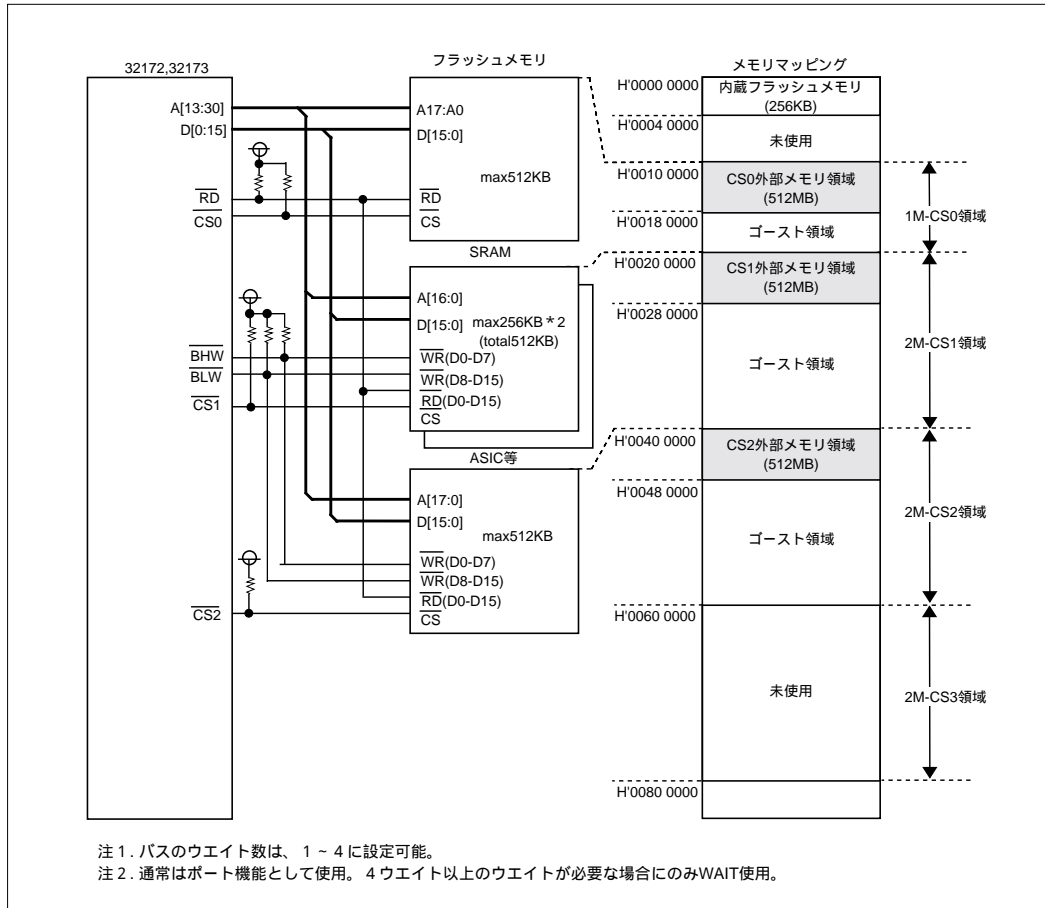 32172,32173
A[13:30]
D[0:15]
RD
CS0
BHW
BLW
CS1
CS2
フラッシュメモリ
A17:A0
D[15:0]
max512KB
RD
CS
SRAM
A[16:0]
D[15:0]
max256KB*2
(total512KB)
WR(D0-D7)
WR(D8-D15)
RD(D0-D15)
CS
ASIC等
A[17:0]
D[15:0]
max512KB
WR(D0-D7)
WR(D8-D15)
RD(D0-D15)
CS
メモリマッピング
H'0000 0000
内蔵フラッシュメモリ
(256KB)
H'0004 0000
未使用
H'0010 0000
CS0外部メモリ領域
(512MB)
H'0018 0000
ゴースト領域
1M-CS0領域
H'0020 0000
CS1外部メモリ領域
(512MB)
H'0028 0000
ゴースト領域
2M-CS1領域
H'0040 0000
CS2外部メモリ領域
(512MB)
H'0048 0000
ゴースト領域
2M-CS2領域
H'0060 0000
未使用
2M-CS3領域
H'0080 0000
注1. バスのウエイト数は、1~4に設定可能。
注2. 通常はポート機能として使用。4ウエイト以上のウエイトが必要な場合にのみWAIT使用。